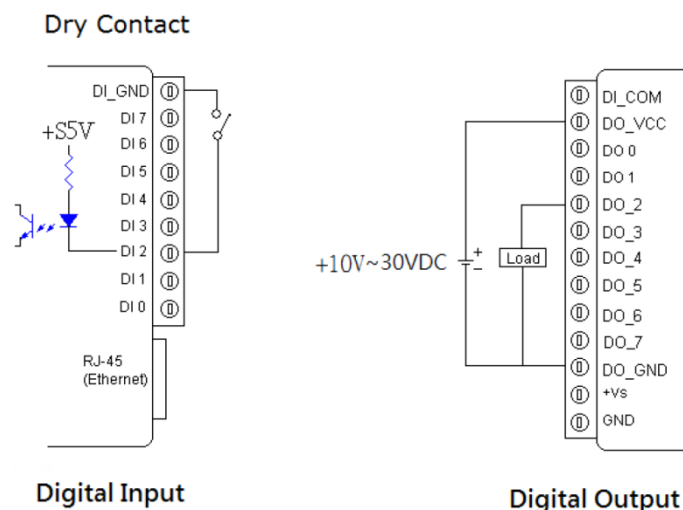 Dry Contact
DI_GND
DI 7
+S5V
DI 6
DI 5
DI 4
DI 3
DI 2
DI 1
DI 0
RJ-45
(Ethernet)
Digital Input
DI_COM
DO_VCC
DO 0
DO 1
DO_2
DO_3
+
+10V~30VDC
−
Load
DO_4
DO_5
DO_6
DO_7
DO_GND
+Vs
GND
Digital Output